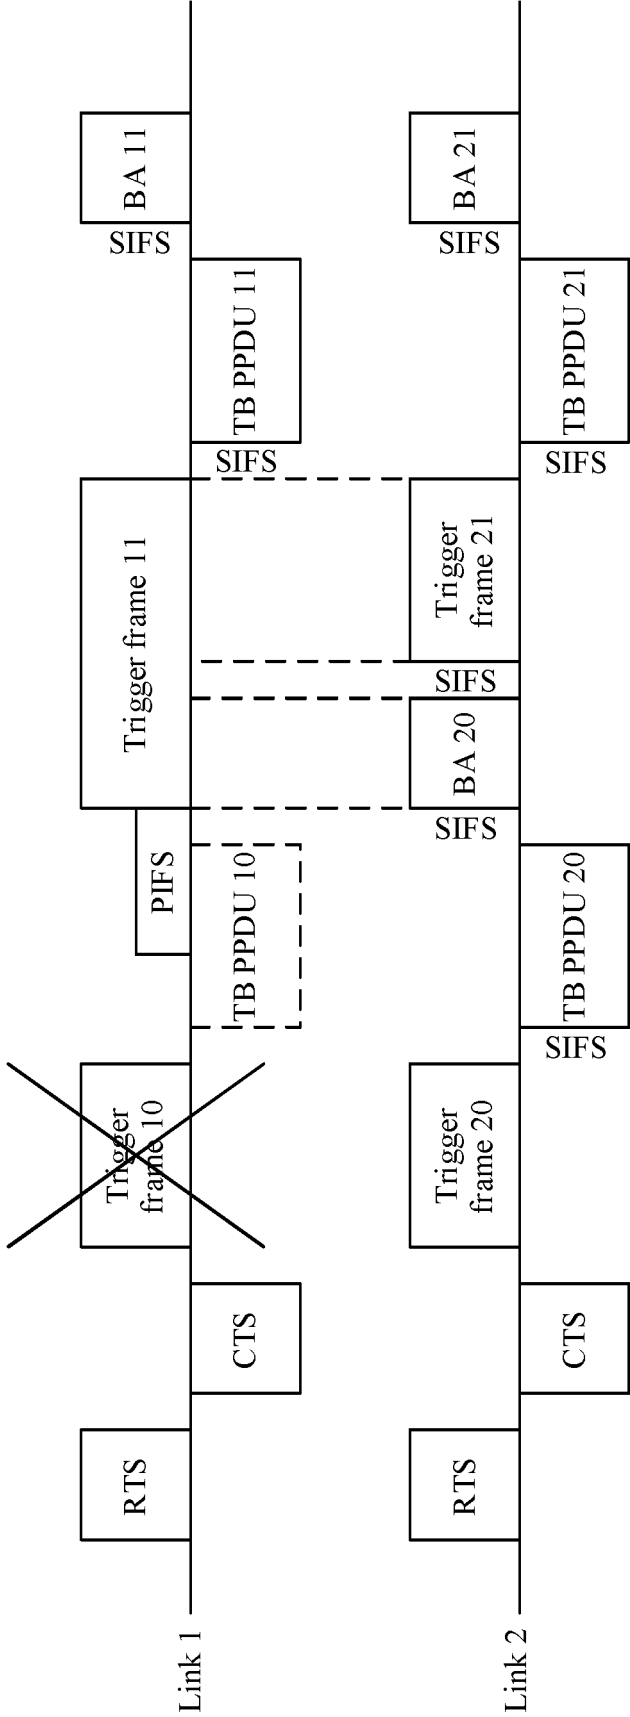 Link 1
RTS
CTS
Trigger
frame 10
TB PPDU 10
PIFS
Trigger frame 11
SIFS
TB PPDU 11
SIFS
BA 11
Link 2
RTS
CTS
Trigger
frame 20
SIFS
TB PPDU 20
SIFS
BA 20
SIFS
Trigger
frame 21
SIFS
TB PPDU 21
SIFS
BA 21